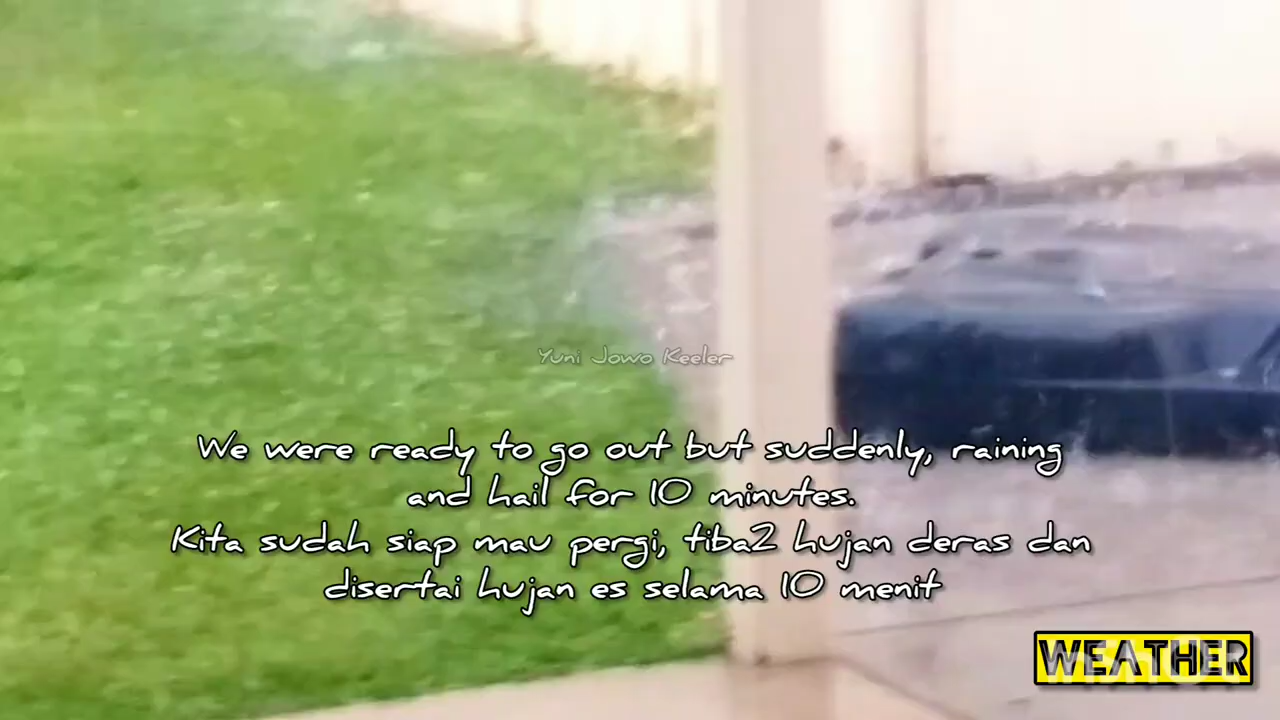 Yuni Jowo Keeler
We were ready to go out but suddenly, raining
and hail for 10 minutes.
Kita sudah siap mau pergi, tiba2 hujan deras dan
disertai hujan es selama 10 menit
WEATHER